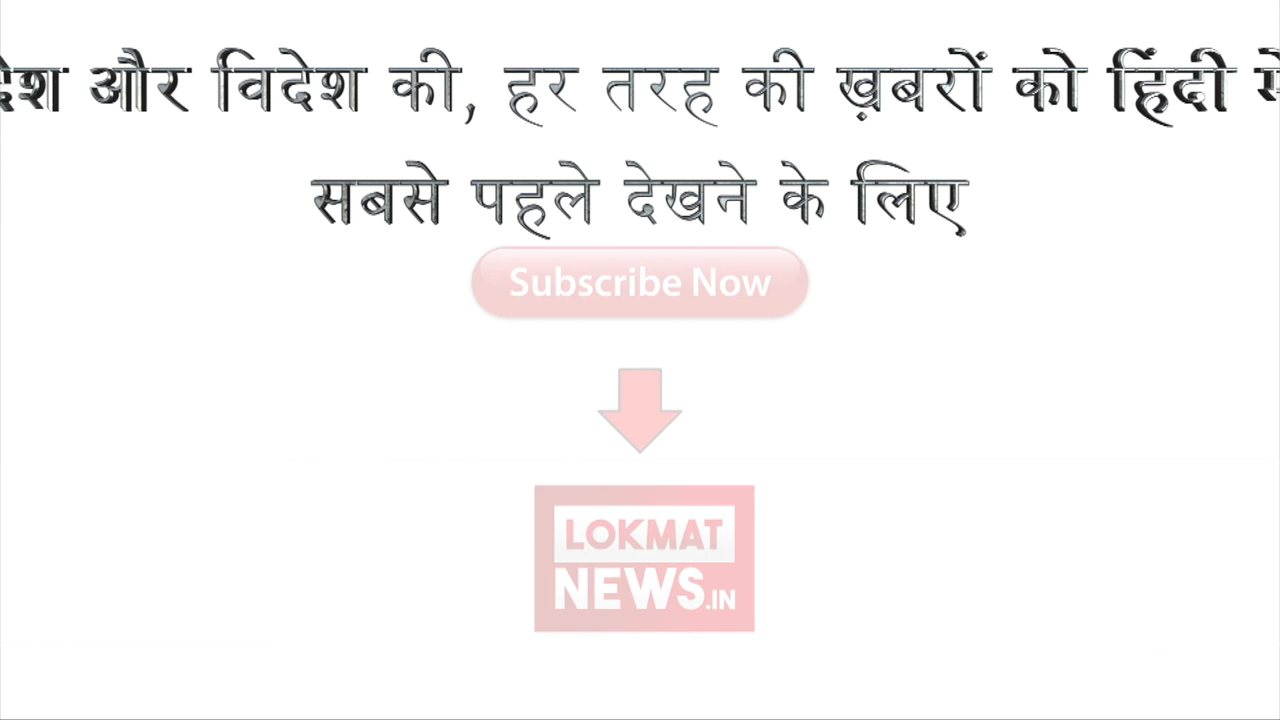 देश और विदेश की, हर तरह की ख़बरों को हिंदी में
सबसे पहले देखने के लिए
Subscribe Now
LOKMAT
NEWS.IN